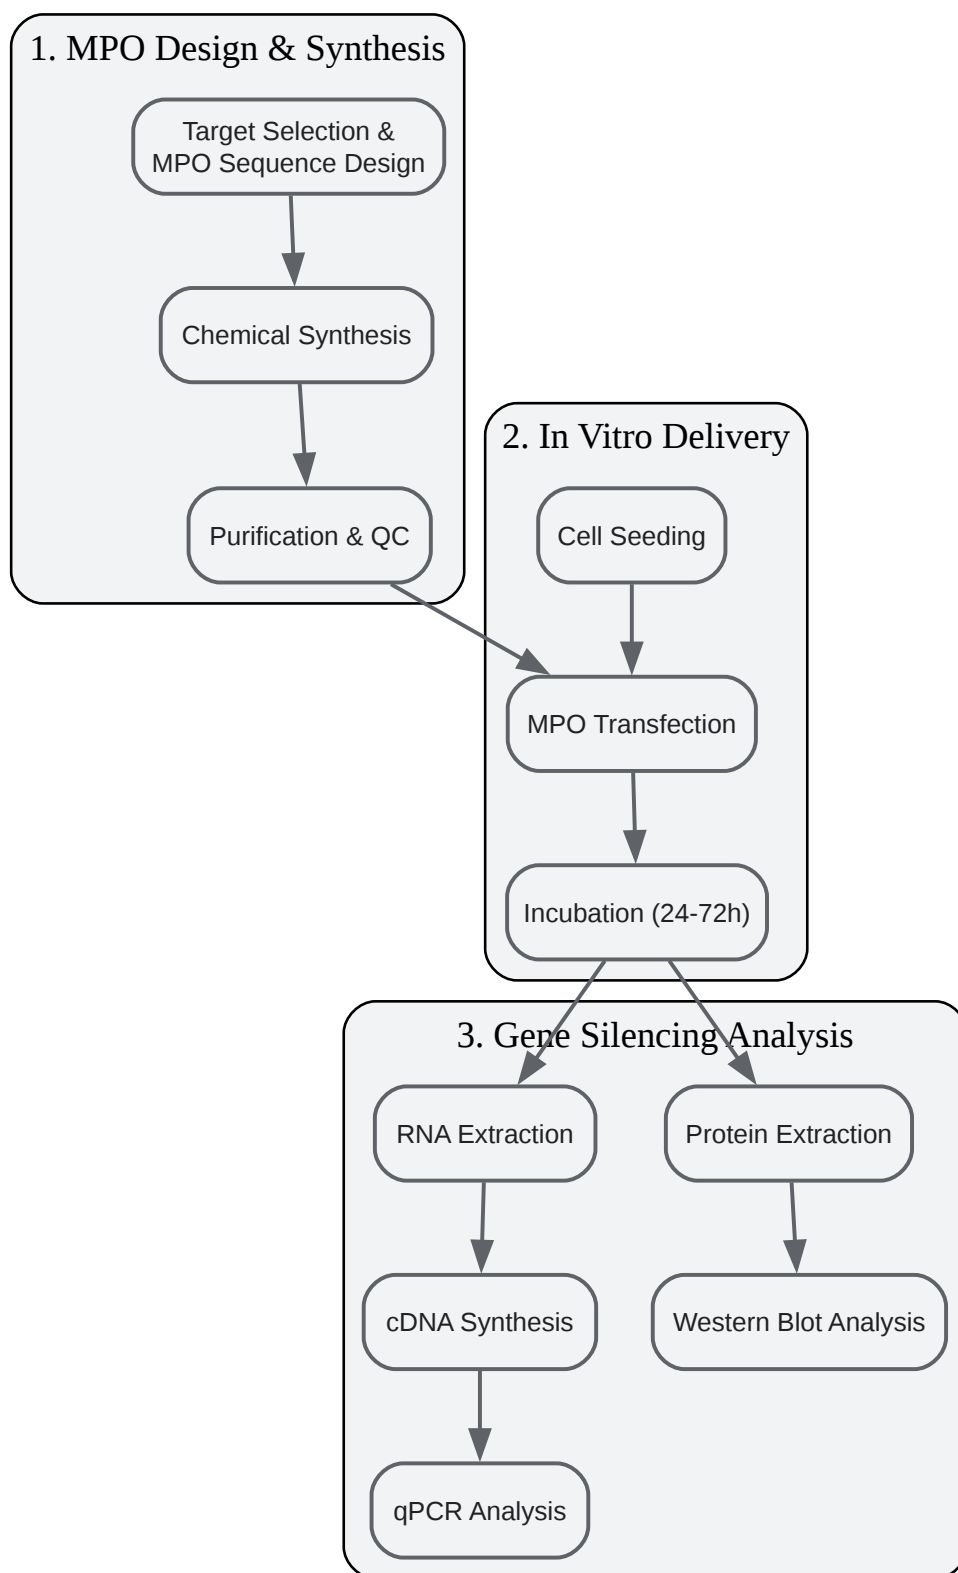 1. MPO Design & Synthesis
Target Selection &
MPO Sequence Design
Chemical Synthesis
Purification & QC
2. In Vitro Delivery
Cell Seeding
MPO Transfection
Incubation (24-72h)
3. Gene Silencing Analysis
RNA Extraction
Protein Extraction
cDNA Synthesis
Western Blot Analysis
qPCR Analysis